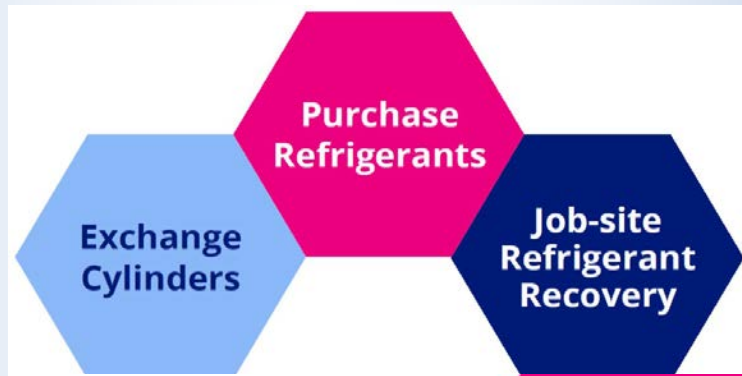 Purchase
Refrigerants
Exchange
Cylinders
Job-site
Refrigerant
Recovery